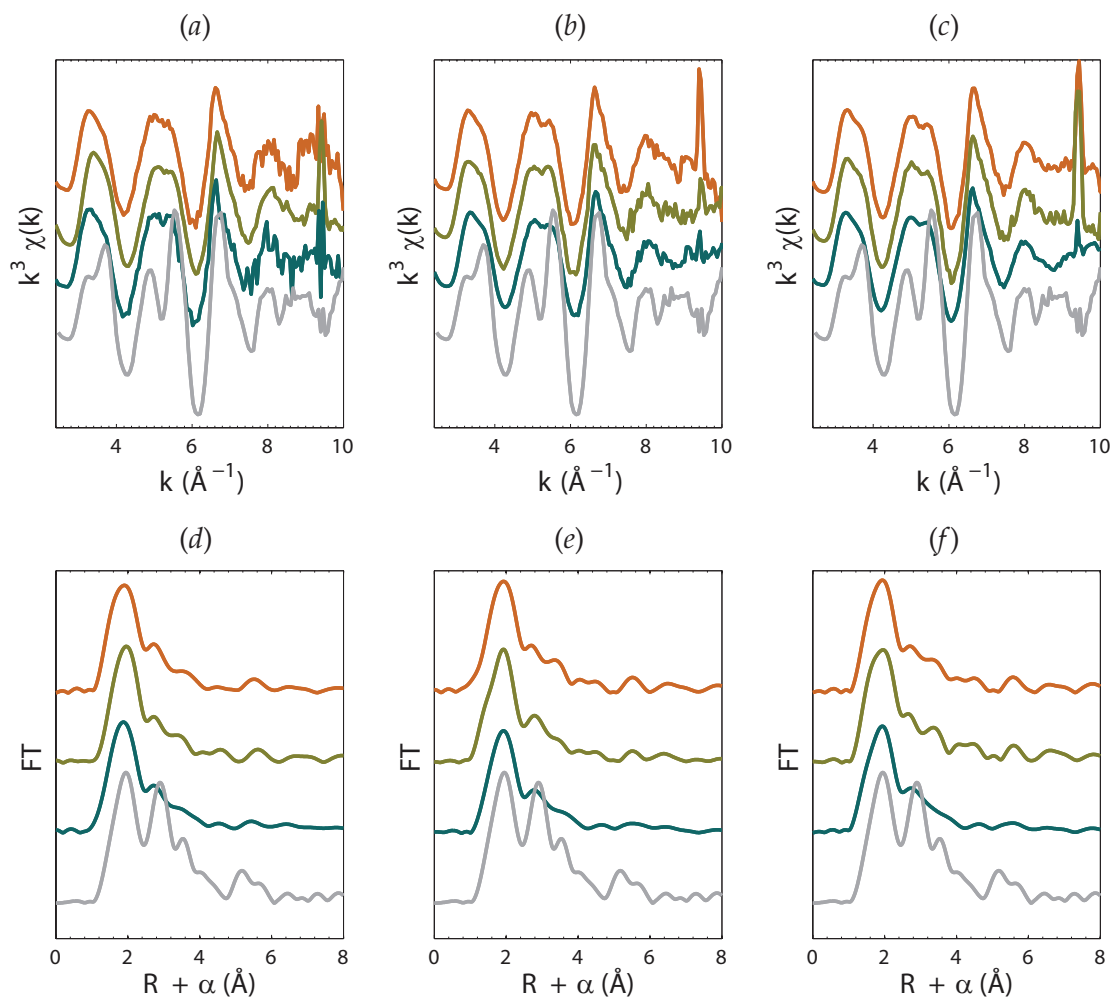 (a) (b) (c)
k³ χ(k) k³ χ(k) k³ χ(k)
4 6 8 10 4 6 8 10 4 6 8 10
k (Å⁻¹) k (Å⁻¹) k (Å⁻¹)
(d) (e) (f)
FT FT FT
0 2 4 6 8 0 2 4 6 8 0 2 4 6 8
R + α (Å) R + α (Å) R + α (Å)